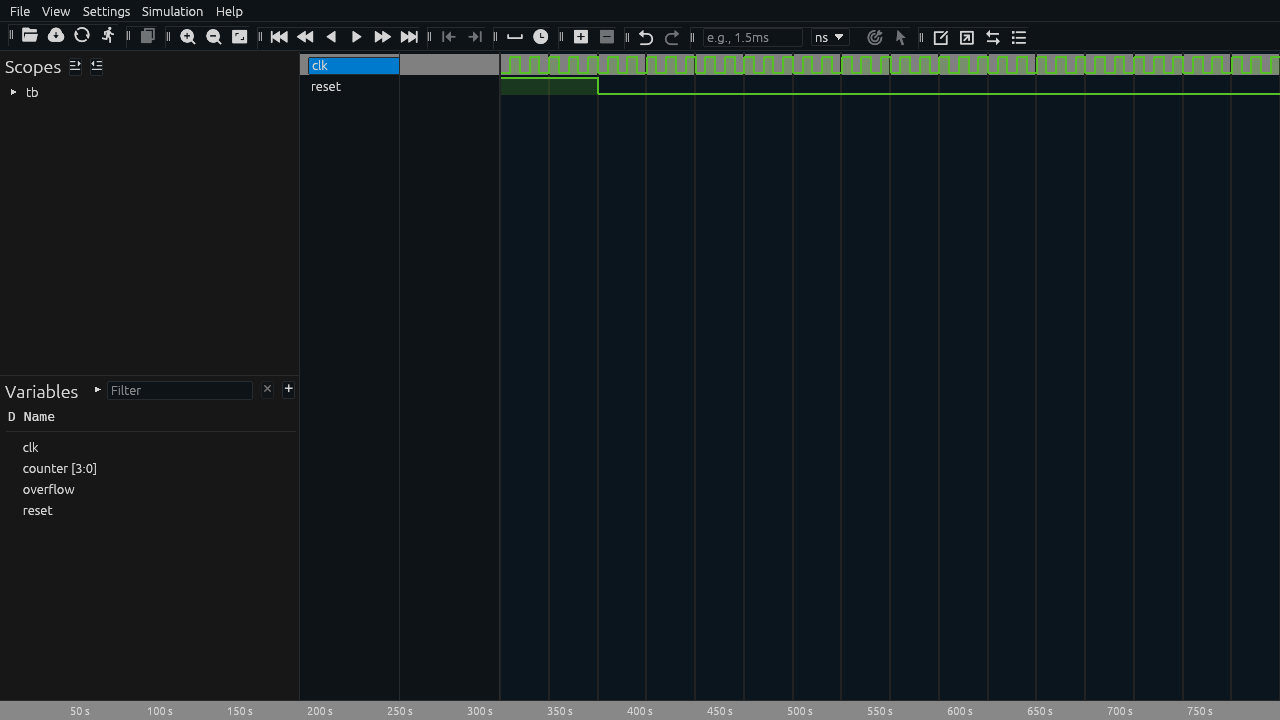 File View Settings Simulation Help
e.g., 1.5ms ns
Scopes
tb
clk
reset
Variables Filter
D Name
clk
counter [3:0]
overflow
reset
50 s 100 s 150 s 200 s 250 s 300 s 350 s 400 s 450 s 500 s 550 s 600 s 650 s 700 s 750 s